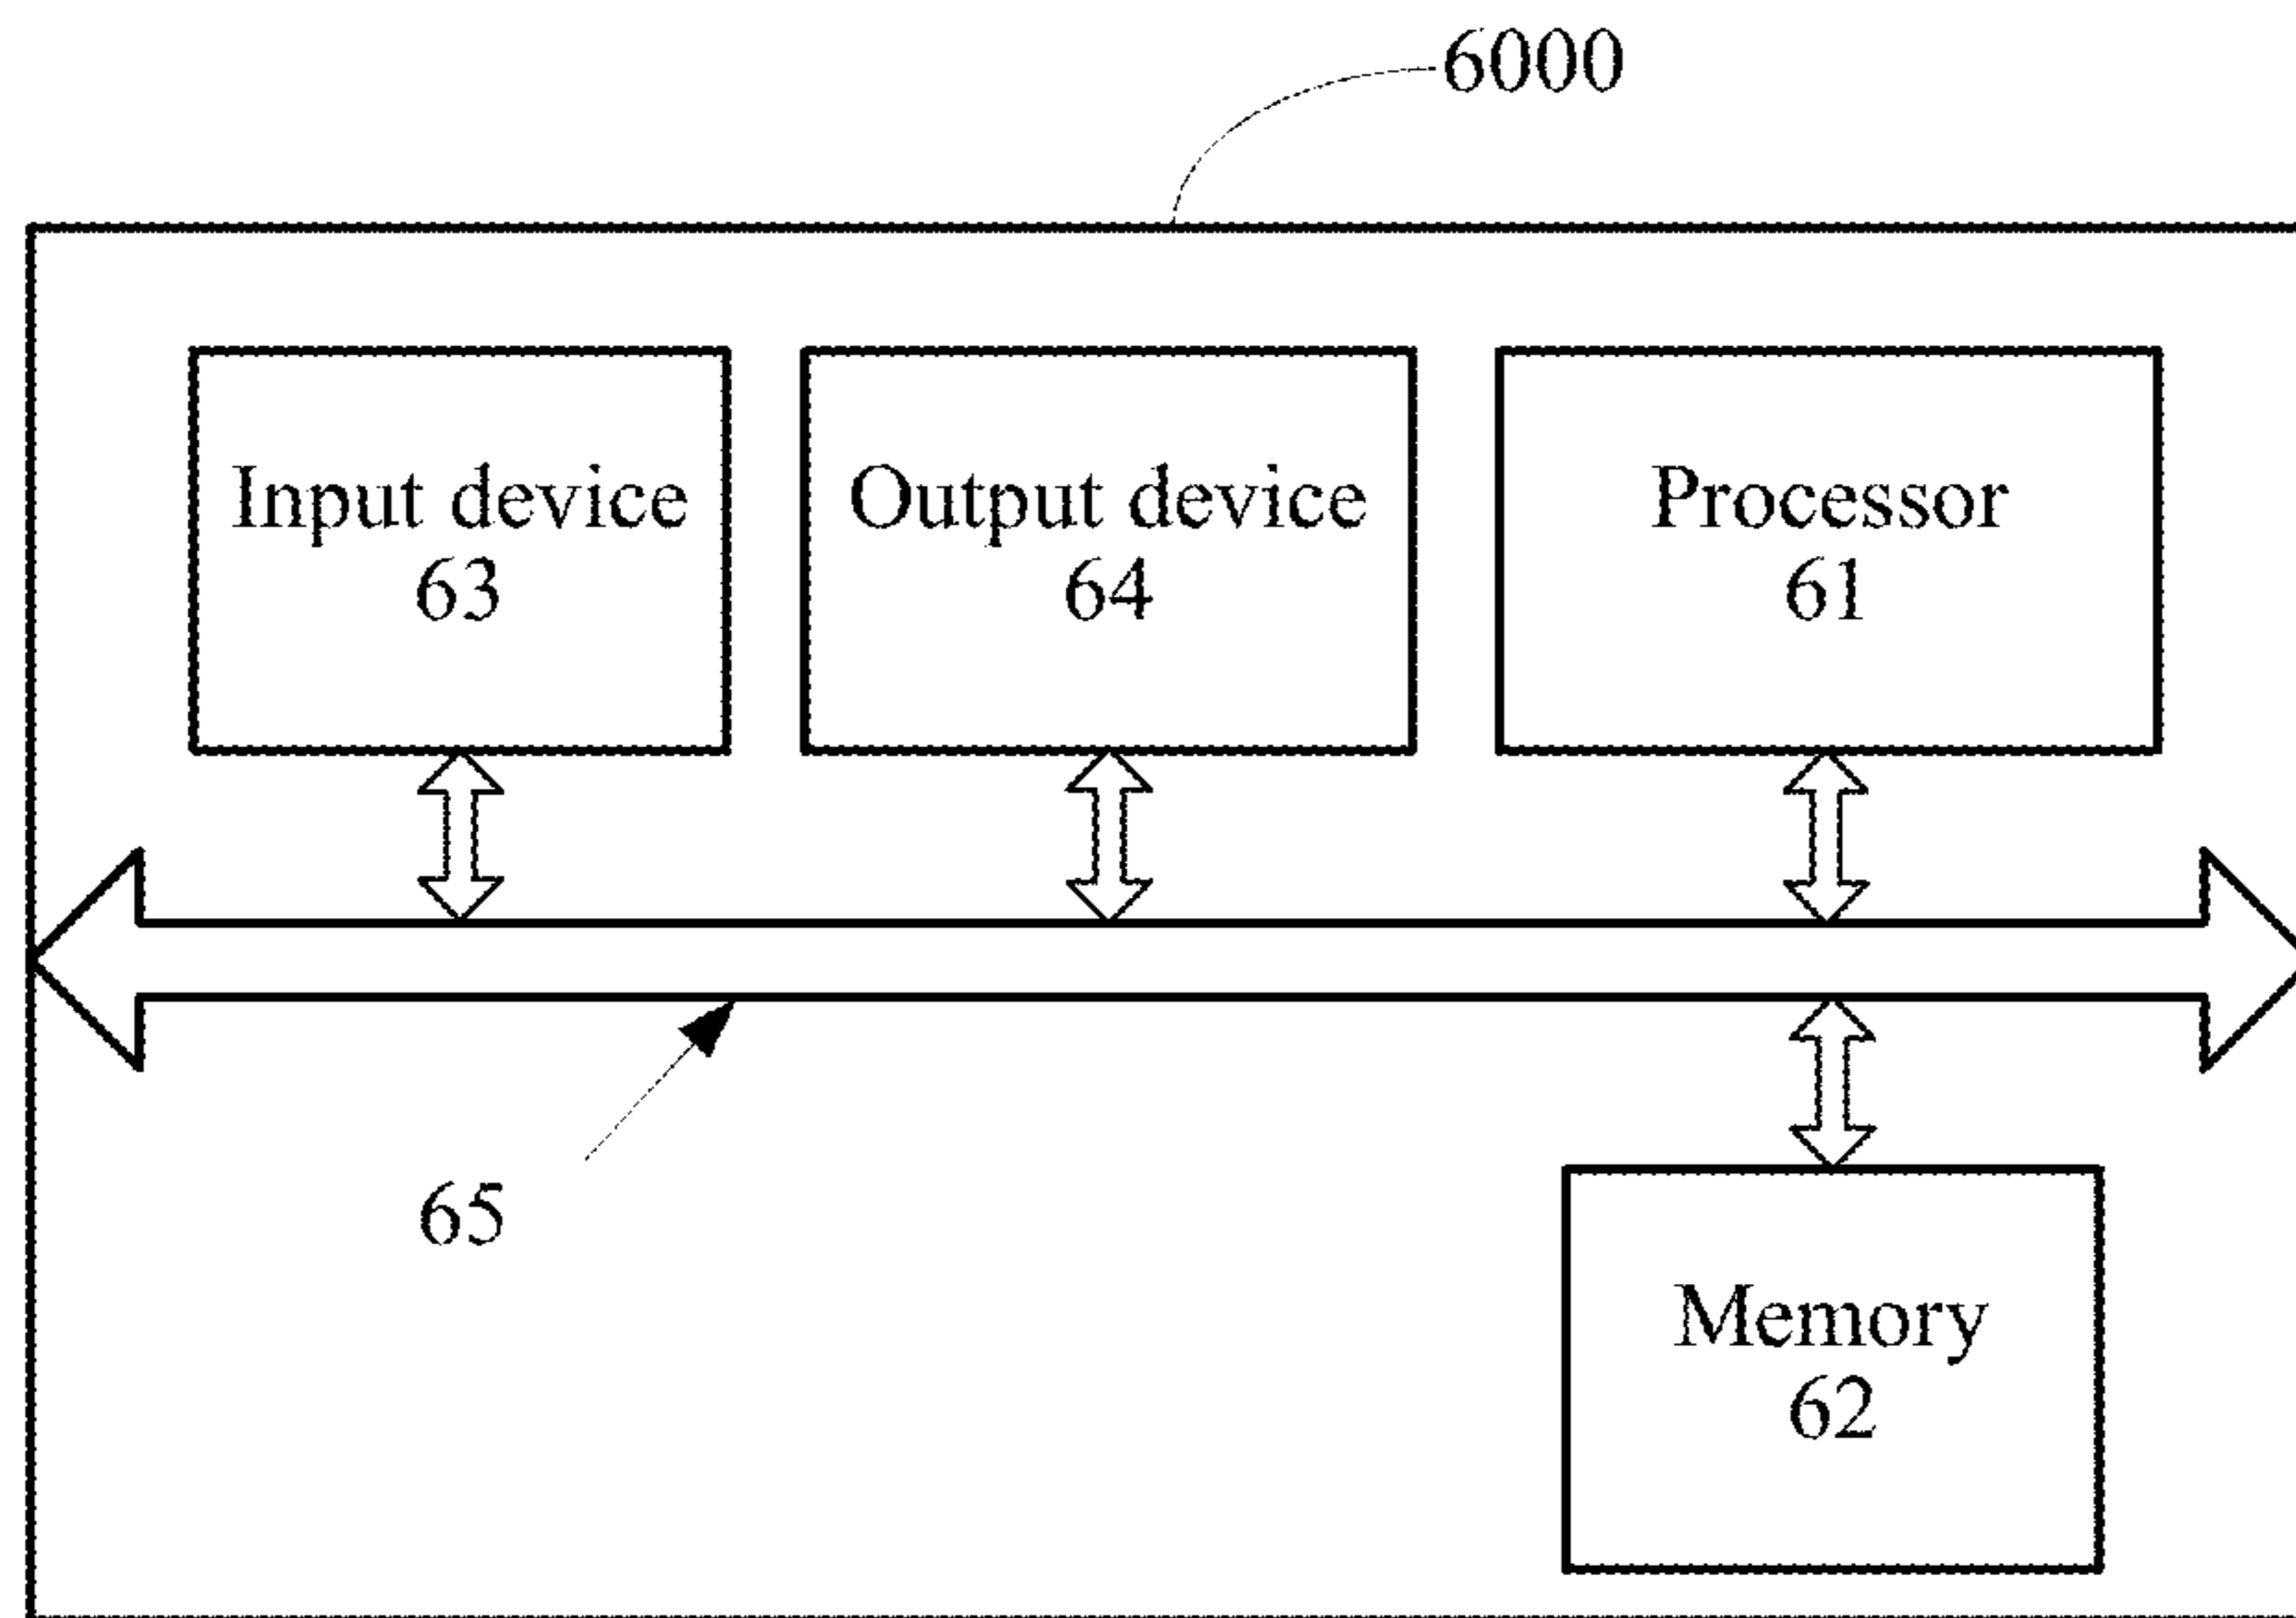 6000
Input device
63
Output device
64
Processor
61
65
Memory
62